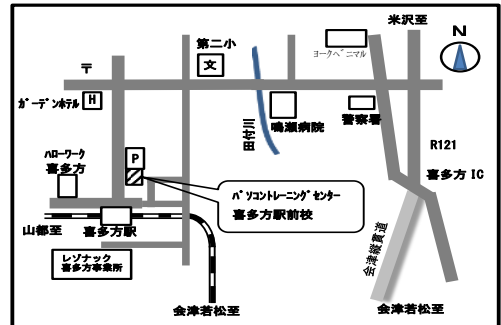 米沢至
N
第二小
文
ヨークベニマル
〒
ガーデンホテル
H
田付川
鳴瀬病院
警察署
R121
喜多方 IC
ハローワーク
喜多方
P
パソコントレーニングセンター
喜多方駅前校
山都至
喜多方駅
会津縦貫道
レゾナック
喜多方事業所
会津若松至
会津若松至